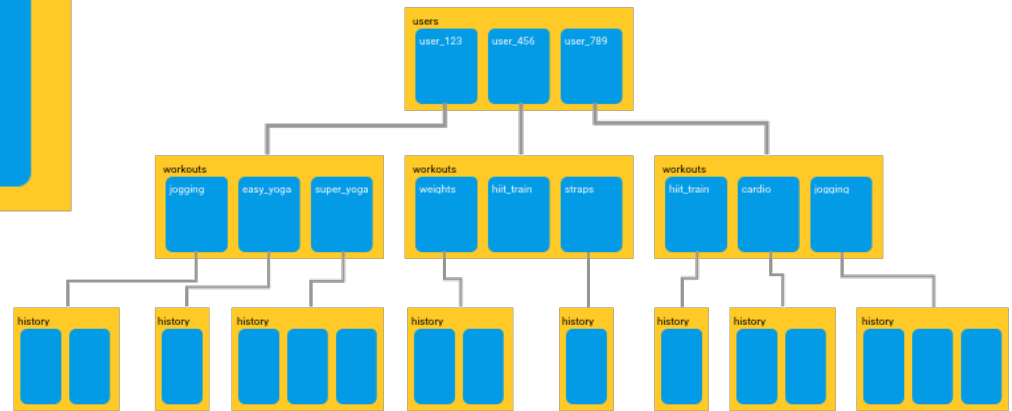 users
user_123
user_456
user_789
workouts
jogging
easy_yoga
super_yoga
workouts
weights
hiit_train
straps
workouts
hiit_train
cardio
jogging
history
history
history
history
history
history
history
history